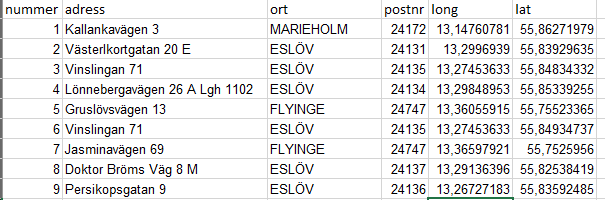 nummer adress ort postnr long lat
1 Kallankavägen 3 MARIEHOLM 24172 13,14760781 55,86271979
2 Västerlkortgatan 20 E ESLÖV 24131 13,2996939 55,83929635
3 Vinslingan 71 ESLÖV 24135 13,27453633 55,84834332
4 Lönnebergavägen 26 A Lgh 1102 ESLÖV 24134 13,29848953 55,85339255
5 Gruslövsvägen 13 FLYINGE 24747 13,36055915 55,75523365
6 Vinslingan 71 ESLÖV 24135 13,27453633 55,84934737
7 Jasminavägen 69 FLYINGE 24747 13,36597921 55,7525956
8 Doktor Bröms Väg 8 M ESLÖV 24137 13,29136396 55,82538419
9 Persikopsgatan 9 ESLÖV 24136 13,26727183 55,83592485